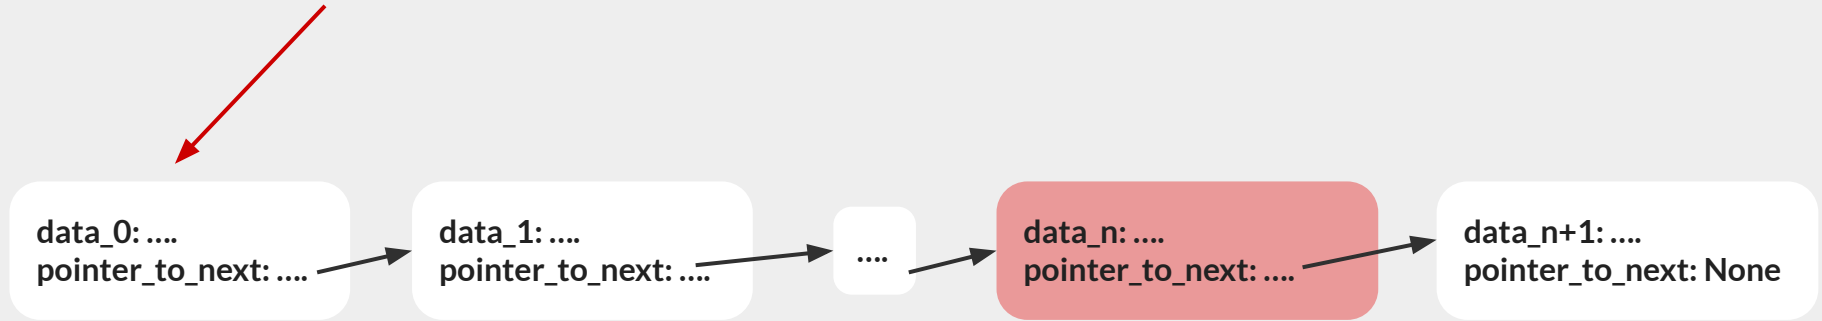 data_0: ....
pointer_to_next: ....
data_1: ....
pointer_to_next: ....
....
data_n: ....
pointer_to_next: ....
data_n+1: ....
pointer_to_next: None